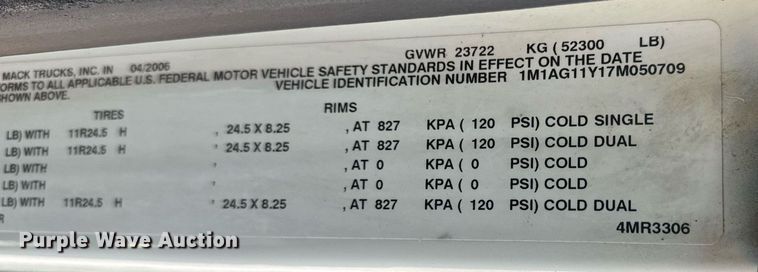 GVWR 23722 KG ( 52300 LB)
MACK TRUCKS, INC. IN 04/2006
ORMS TO ALL APPLICABLE U.S. FEDERAL MOTOR VEHICLE SAFETY STANDARDS IN EFFECT ON THE DATE
SHOWN ABOVE. VEHICLE IDENTIFICATION NUMBER 1M1AG11Y17M050709
TIRES RIMS
LB) WITH 11R24.5 H , 24.5 X 8.25 , AT 827 KPA ( 120 PSI) COLD SINGLE
LB) WITH 11R24.5 H , 24.5 X 8.25 , AT 827 KPA ( 120 PSI) COLD DUAL
LB) WITH , , AT 0 KPA ( 0 PSI) COLD
LB) WITH , , AT 0 KPA ( 0 PSI) COLD
LB) WITH 11R24.5 H , 24.5 X 8.25 , AT 827 KPA ( 120 PSI) COLD DUAL
R
4MR3306
Purple Wave Auction